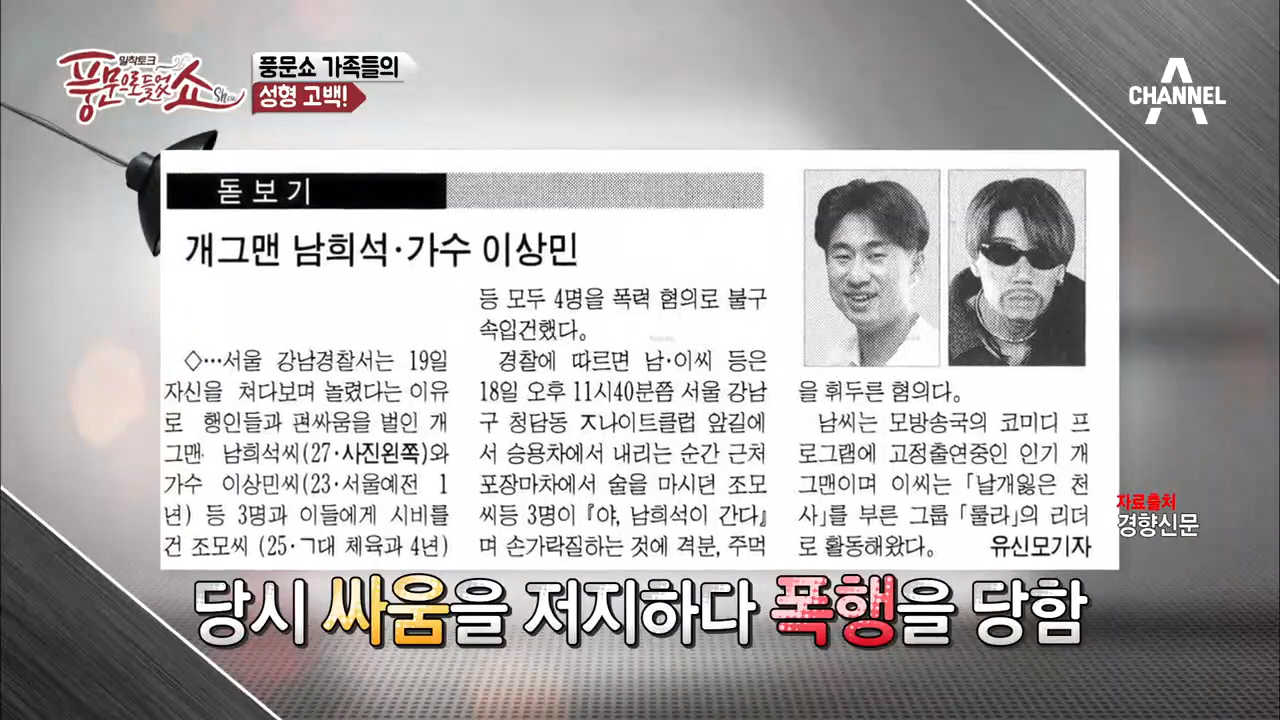 밀착토크
풍문으로들었쇼
Show
풍문쇼 가족들의
성형 고백!
CHANNEL
돋보기
개그맨 남희석·가수 이상민
◇…서울 강남경찰서는 19일
자신을 쳐다보며 놀렸다는 이유
로 행인들과 편싸움을 벌인 개
그맨 남희석씨(27·사진왼쪽)와
가수 이상민씨(23·서울예전 1
년) 등 3명과 이들에게 시비를
건 조모씨 (25·ㄱ대 체육과 4년)
등 모두 4명을 폭력 혐의로 불구
속입건했다.
경찰에 따르면 남·이씨 등은
18일 오후 11시40분쯤 서울 강남
구 청담동 ㅈ나이트클럽 앞길에
서 승용차에서 내리는 순간 근처
포장마차에서 술을 마시던 조모
씨등 3명이 『야, 남희석이 간다』
며 손가락질하는 것에 격분, 주먹
을 휘두른 혐의다.
남씨는 모방송국의 코미디 프
로그램에 고정출연중인 인기 개
그맨이며 이씨는 「날개잃은 천
사」를 부른 그룹 「룰라」의 리더
로 활동해왔다. 유신모기자
자료출처
경향신문
당시 싸움을 저지하다 폭행을 당함